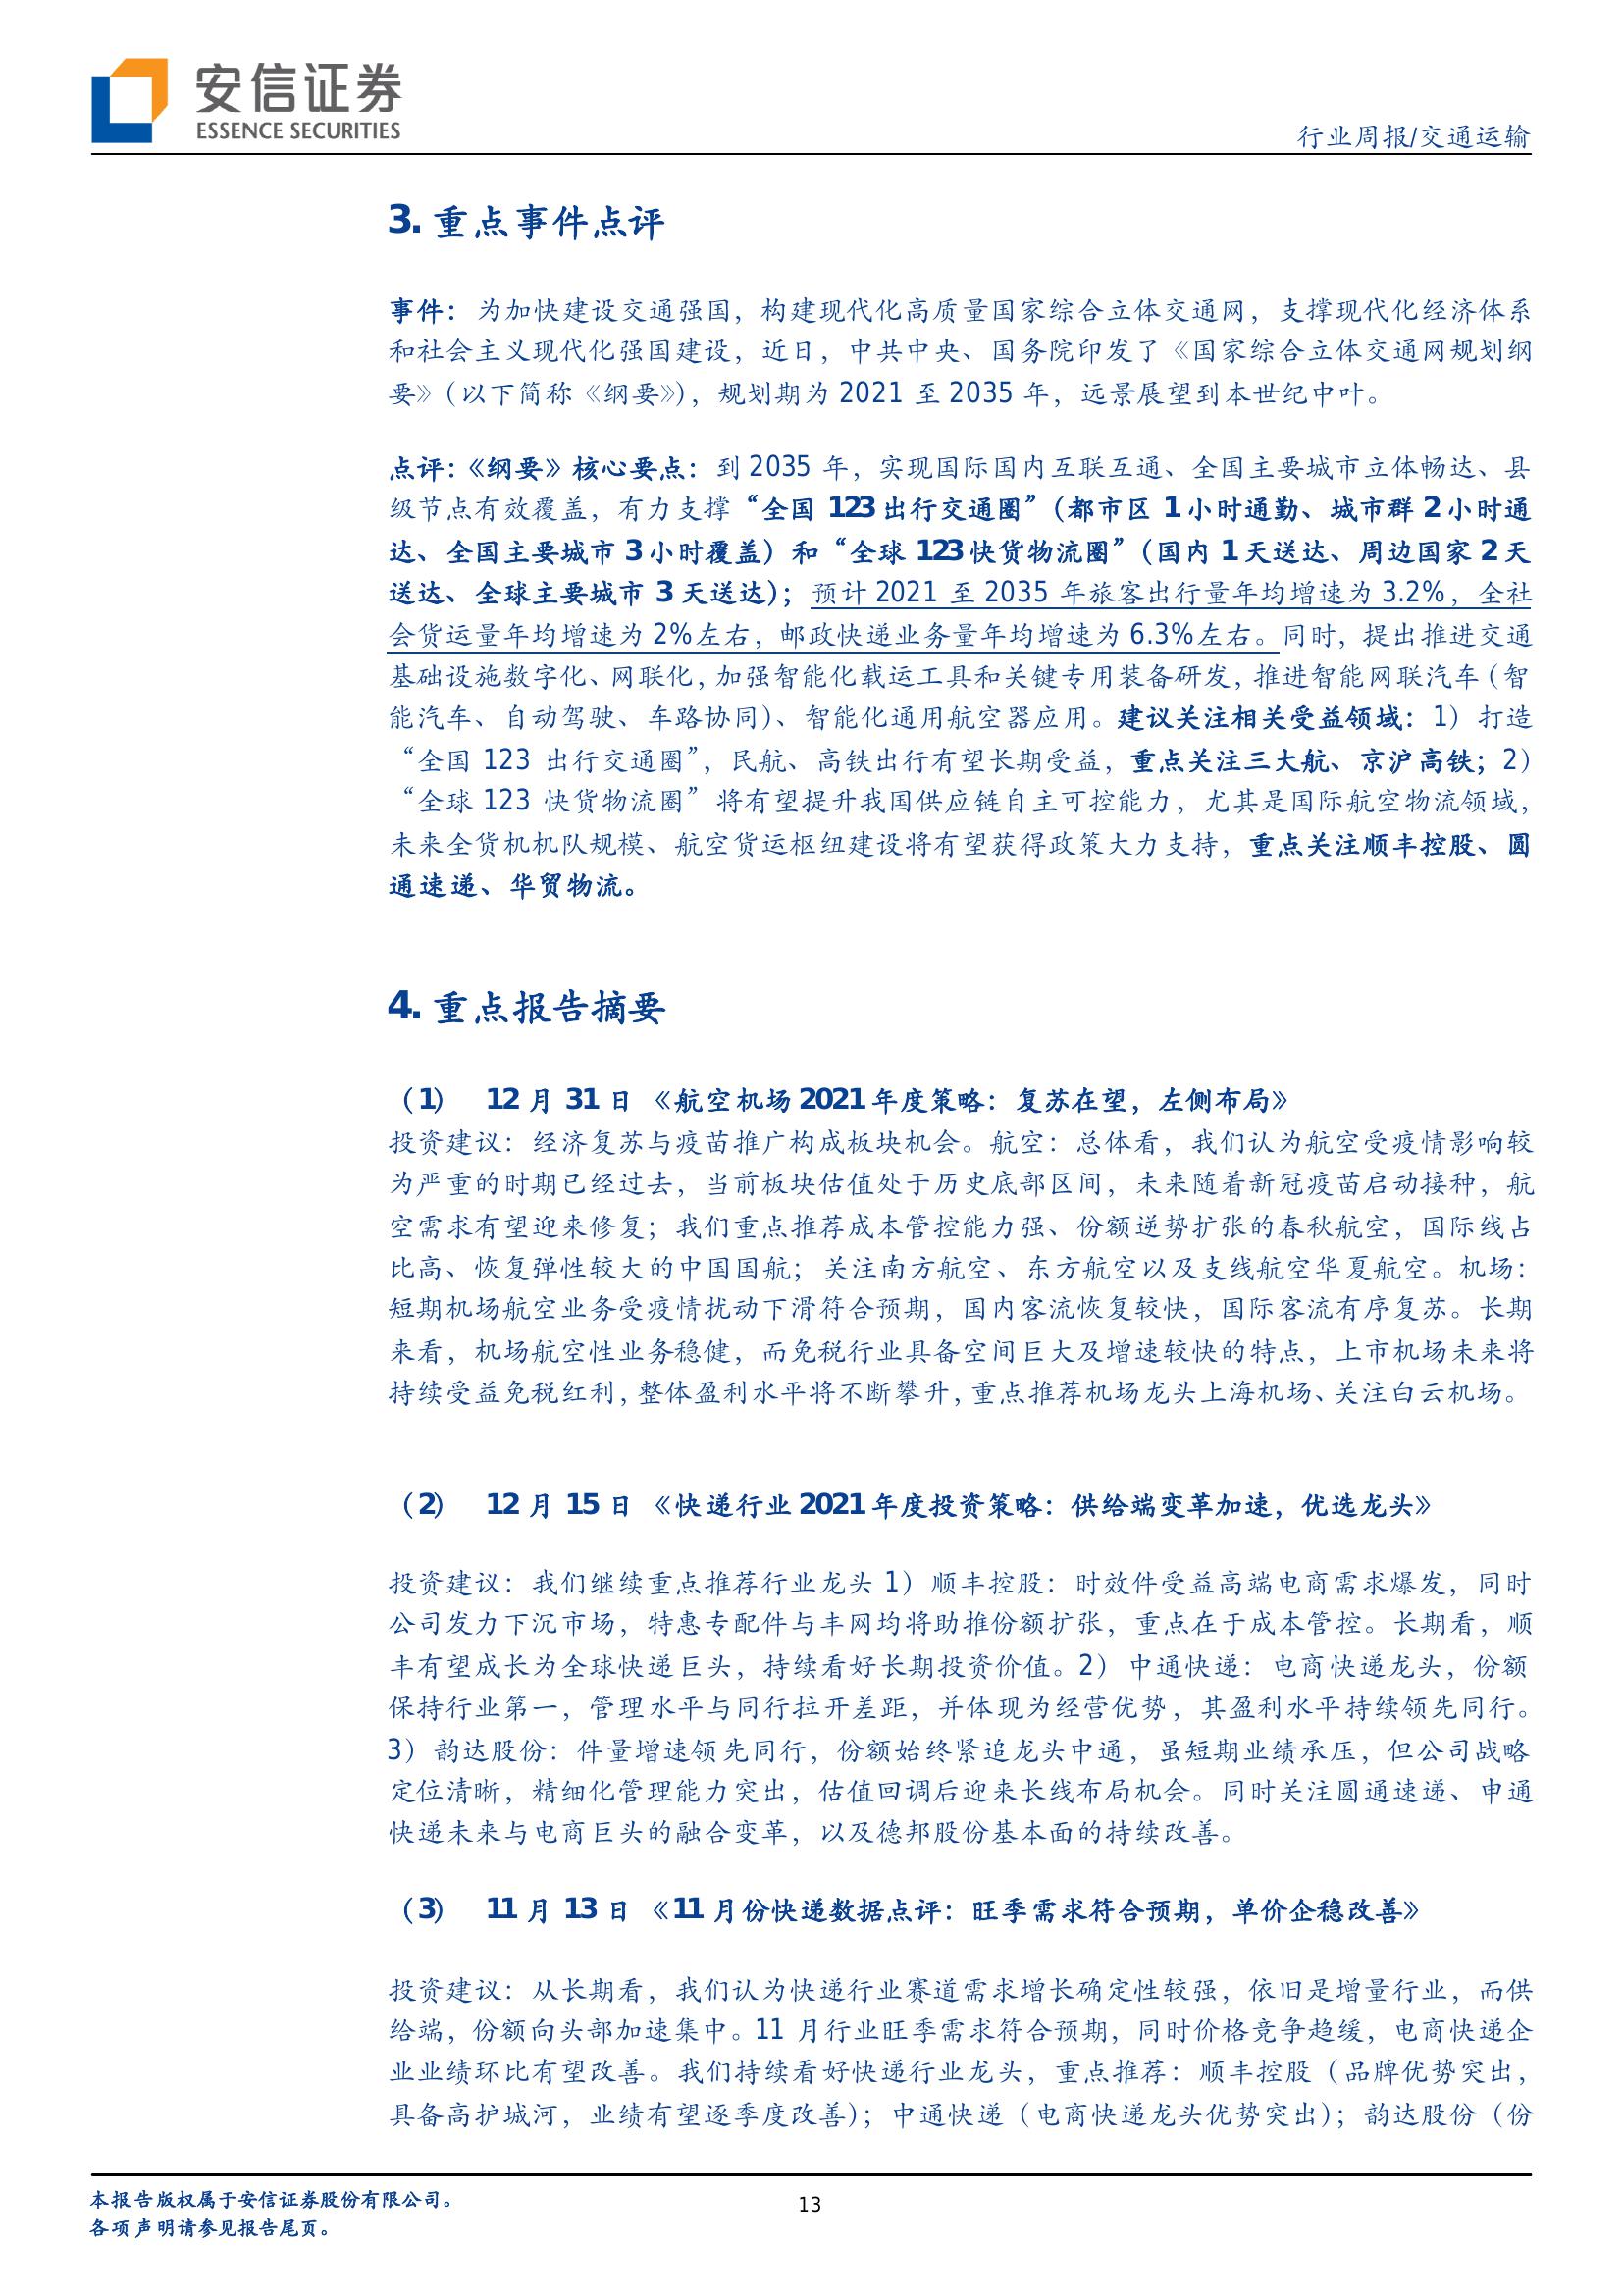 安信证券
ESSENCE SECURITIES
行业周报/交通运输
3. 重点事件点评
事件：为加快建设交通强国，构建现代化高质量国家综合立体交通网，支撑现代化经济体系
和社会主义现代化强国建设，近日，中共中央、国务院印发了《国家综合立体交通网规划纲
要》（以下简称《纲要》），规划期为 2021 至 2035 年，远景展望到本世纪中叶。
点评：《纲要》核心要点：到 2035 年，实现国际国内互联互通、全国主要城市立体畅达、县
级节点有效覆盖，有力支撑“全国 123 出行交通圈”（都市区 1 小时通勤、城市群 2 小时通
达、全国主要城市 3 小时覆盖）和“全球 123 快货物流圈”（国内 1 天送达、周边国家 2 天
送达、全球主要城市 3 天送达）；预计 2021 至 2035 年旅客出行量年均增速为 3.2%，全社
会货运量年均增速为 2%左右，邮政快递业务量年均增速为 6.3%左右。同时，提出推进交通
基础设施数字化、网联化，加强智能化载运工具和关键专用装备研发，推进智能网联汽车（智
能汽车、自动驾驶、车路协同）、智能化通用航空器应用。建议关注相关受益领域：1）打造
“全国 123 出行交通圈”，民航、高铁出行有望长期受益，重点关注三大航、京沪高铁；2）
“全球 123 快货物流圈”将有望提升我国供应链自主可控能力，尤其是国际航空物流领域，
未来全货机机队规模、航空货运枢纽建设将有望获得政策大力支持，重点关注顺丰控股、圆
通速递、华贸物流。
4. 重点报告摘要
（1） 12 月 31 日《航空机场 2021 年度策略：复苏在望，左侧布局》
投资建议：经济复苏与疫苗推广构成板块机会。航空：总体看，我们认为航空受疫情影响较
为严重的时期已经过去，当前板块估值处于历史底部区间，未来随着新冠疫苗启动接种，航
空需求有望迎来修复；我们重点推荐成本管控能力强、份额逆势扩张的春秋航空，国际线占
比高、恢复弹性较大的中国国航；关注南方航空、东方航空以及支线航空华夏航空。机场：
短期机场航空业务受疫情扰动下滑符合预期，国内客流恢复较快，国际客流有序复苏。长期
来看，机场航空性业务稳健，而免税行业具备空间巨大及增速较快的特点，上市机场未来将
持续受益免税红利，整体盈利水平将不断攀升，重点推荐机场龙头上海机场、关注白云机场。
（2） 12 月 15 日《快递行业 2021 年度投资策略：供给端变革加速，优选龙头》
投资建议：我们继续重点推荐行业龙头 1）顺丰控股：时效件受益高端电商需求爆发，同时
公司发力下沉市场，特惠专配件与丰网均将助推份额扩张，重点在于成本管控。长期看，顺
丰有望成长为全球快递巨头，持续看好长期投资价值。2）中通快递：电商快递龙头，份额
保持行业第一，管理水平与同行拉开差距，并体现为经营优势，其盈利水平持续领先同行。
3）韵达股份：件量增速领先同行，份额始终紧追龙头中通，虽短期业绩承压，但公司战略
定位清晰，精细化管理能力突出，估值回调后迎来长线布局机会。同时关注圆通速递、申通
快递未来与电商巨头的融合变革，以及德邦股份基本面的持续改善。
（3） 11 月 13 日《11 月份快递数据点评：旺季需求符合预期，单价企稳改善》
投资建议：从长期看，我们认为快递行业赛道需求增长确定性较强，依旧是增量行业，而供
给端，份额向头部加速集中。11 月行业旺季需求符合预期，同时价格竞争趋缓，电商快递企
业业绩环比有望改善。我们持续看好快递行业龙头，重点推荐：顺丰控股（品牌优势突出，
具备高护城河，业绩有望逐季度改善）；中通快递（电商快递龙头优势突出）；韵达股份（份
本报告版权属于安信证券股份有限公司。
13
各项声明请参见报告尾页。